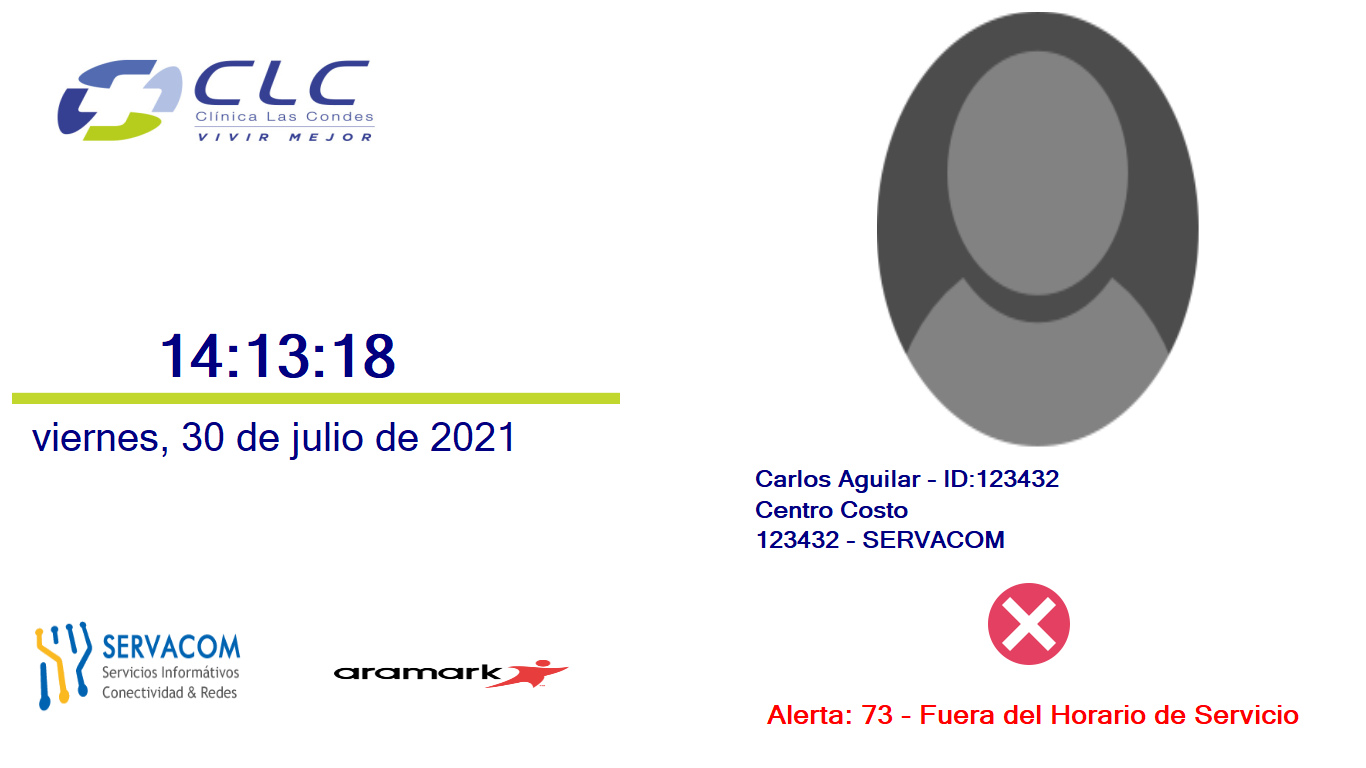 CLC
Clínica Las Condes
VIVIR MEJOR
14:13:18
viernes, 30 de julio de 2021
Carlos Aguilar - ID:123432
Centro Costo
123432 - SERVACOM
SERVACOM
Servicios Informátivos
Conectividad & Redes
aramark
Alerta: 73 - Fuera del Horario de Servicio